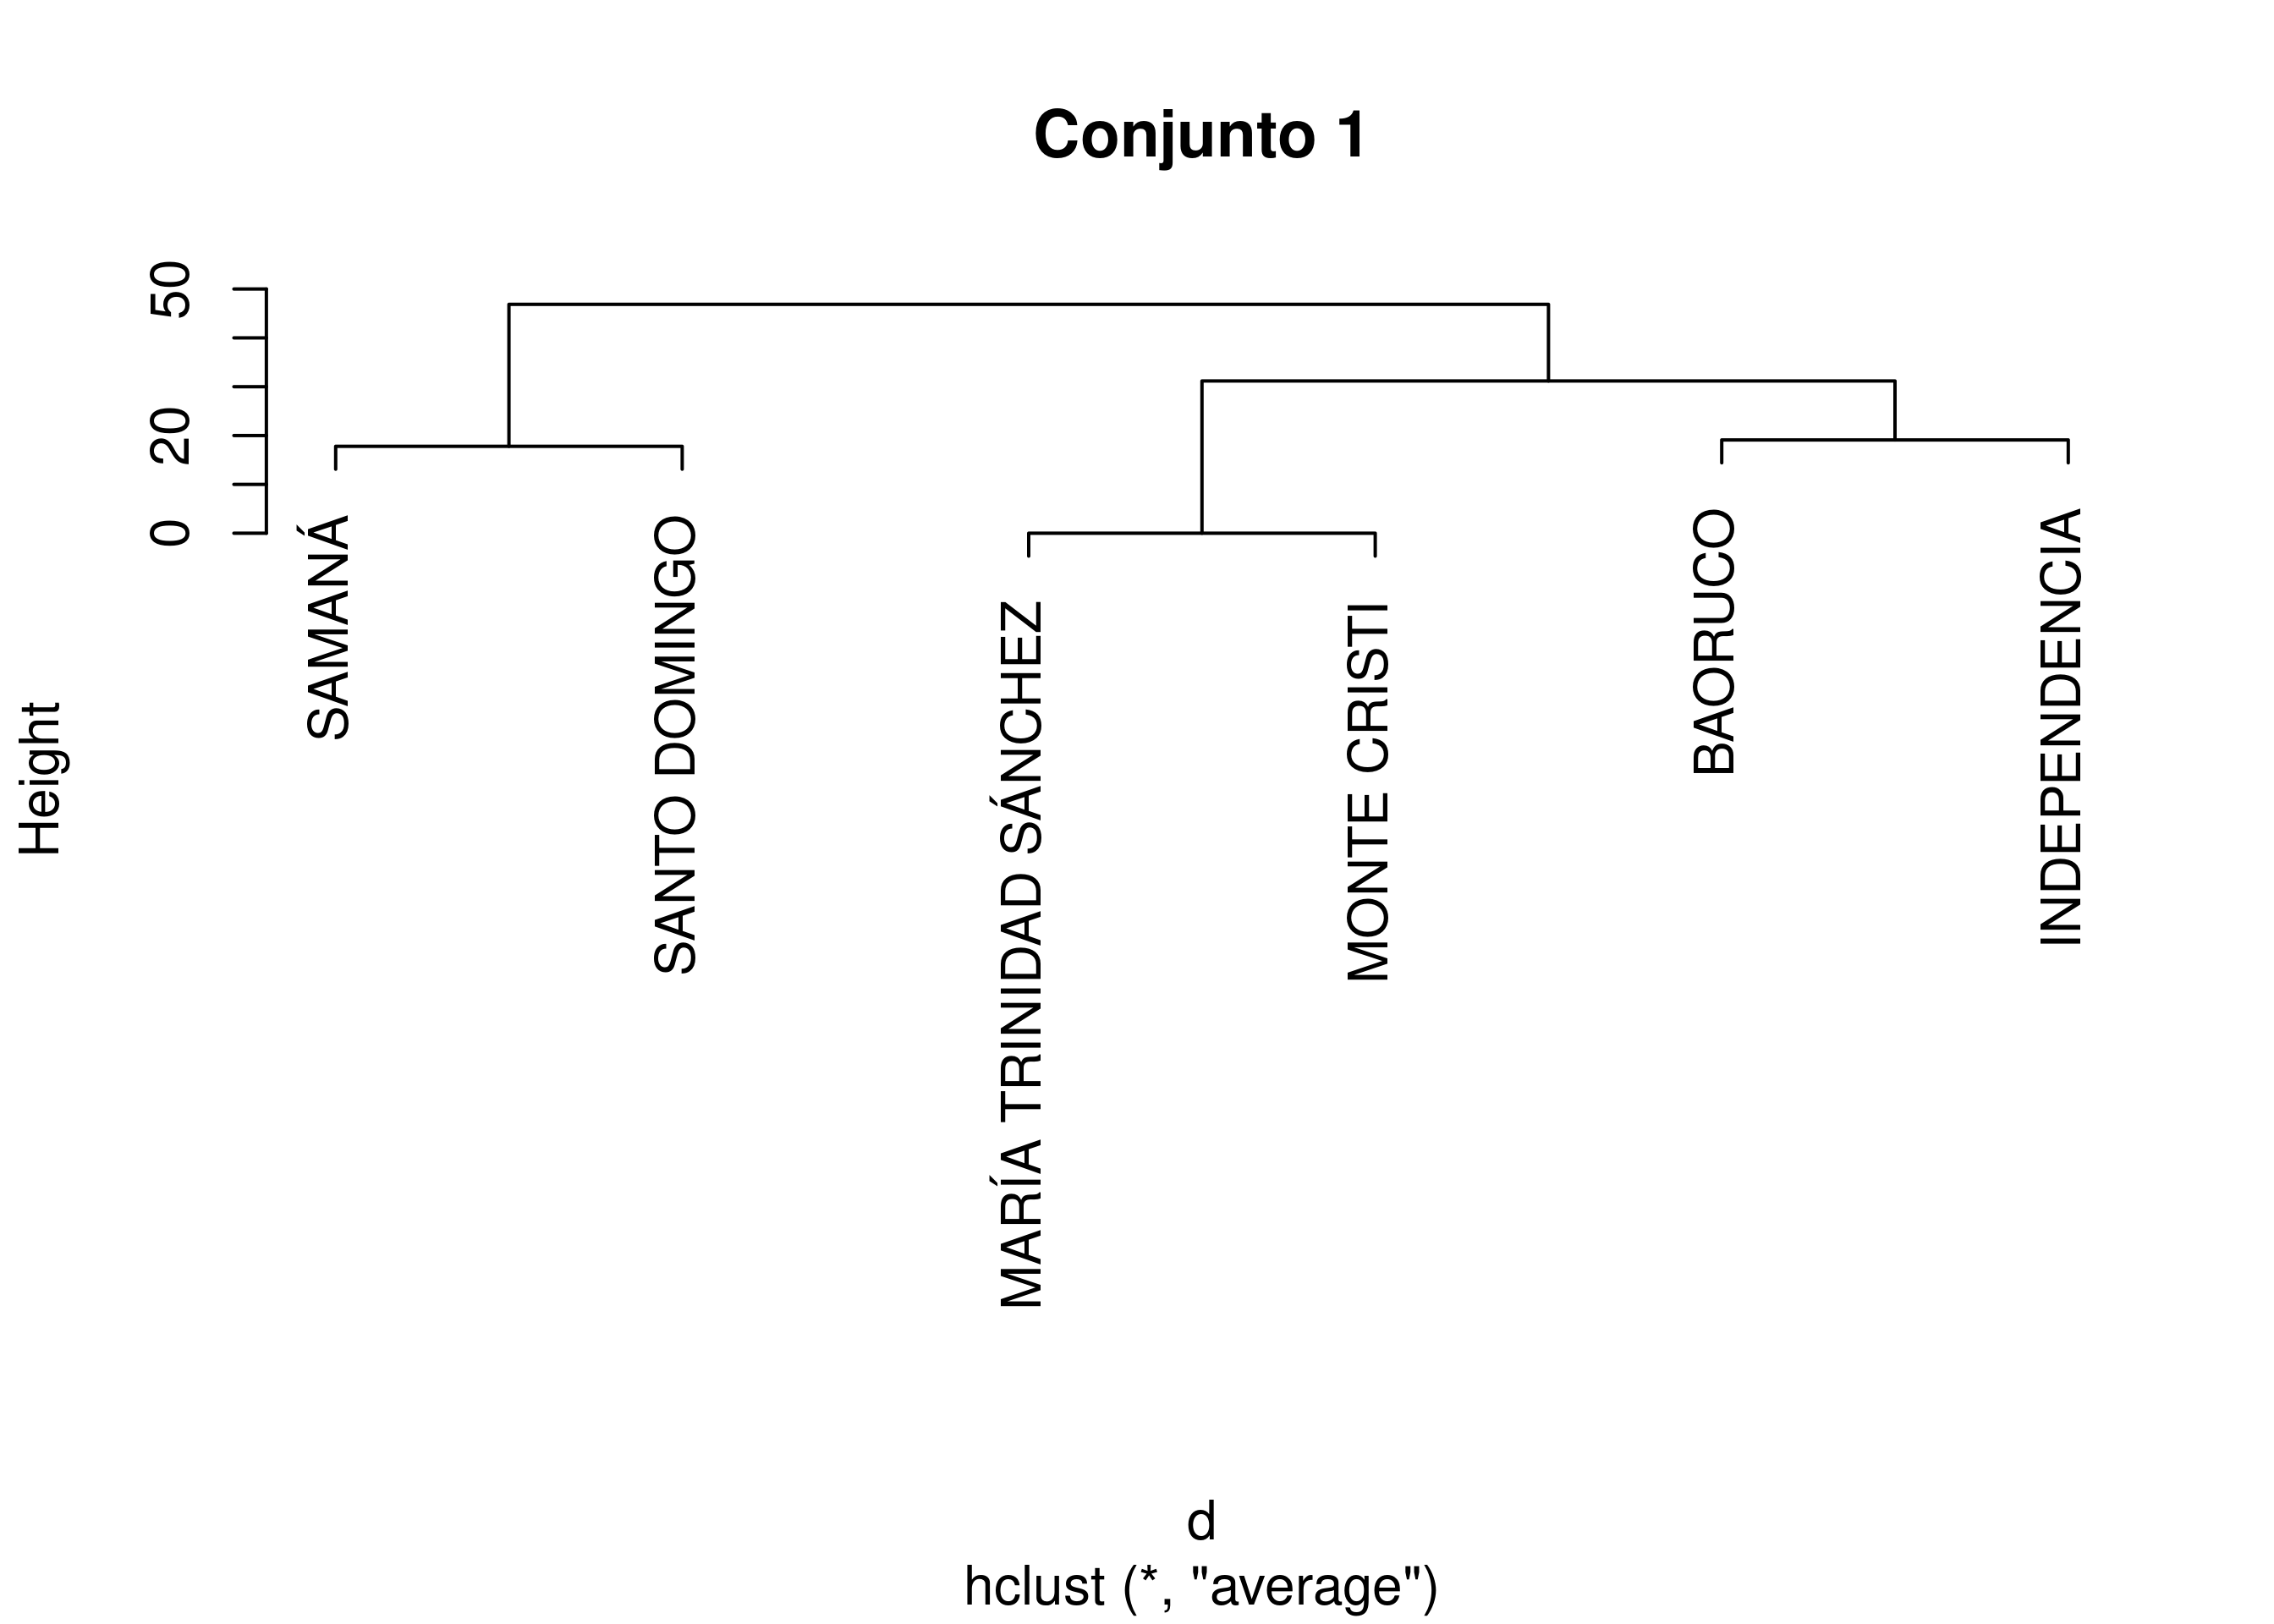 Conjunto 1
Height
50
20
0
SAMANÁ
SANTO DOMINGO
MARÍA TRINIDAD SÁNCHEZ
MONTE CRISTI
BAORUCO
INDEPENDENCIA
d
hclust (*, "average")